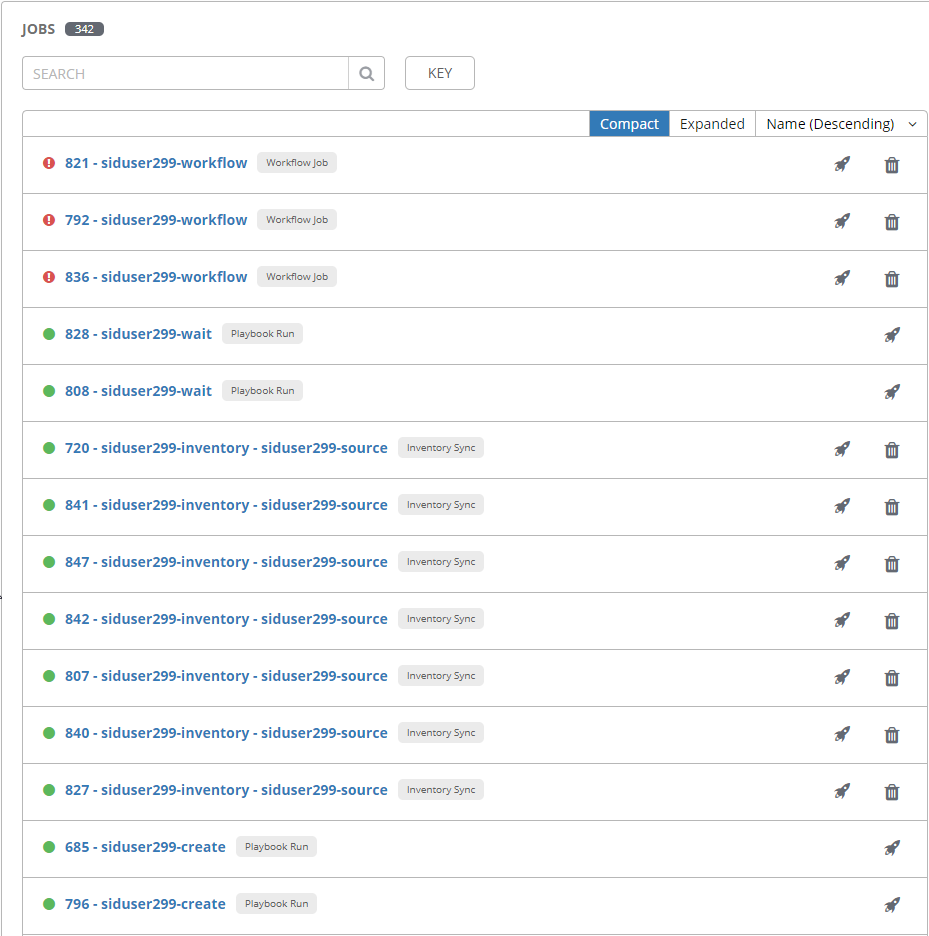 JOBS 342
SEARCH KEY
Compact Expanded Name (Descending)
821 - siduser299-workflow Workflow Job
792 - siduser299-workflow Workflow Job
836 - siduser299-workflow Workflow Job
828 - siduser299-wait Playbook Run
808 - siduser299-wait Playbook Run
720 - siduser299-inventory - siduser299-source Inventory Sync
841 - siduser299-inventory - siduser299-source Inventory Sync
847 - siduser299-inventory - siduser299-source Inventory Sync
842 - siduser299-inventory - siduser299-source Inventory Sync
807 - siduser299-inventory - siduser299-source Inventory Sync
840 - siduser299-inventory - siduser299-source Inventory Sync
827 - siduser299-inventory - siduser299-source Inventory Sync
685 - siduser299-create Playbook Run
796 - siduser299-create Playbook Run